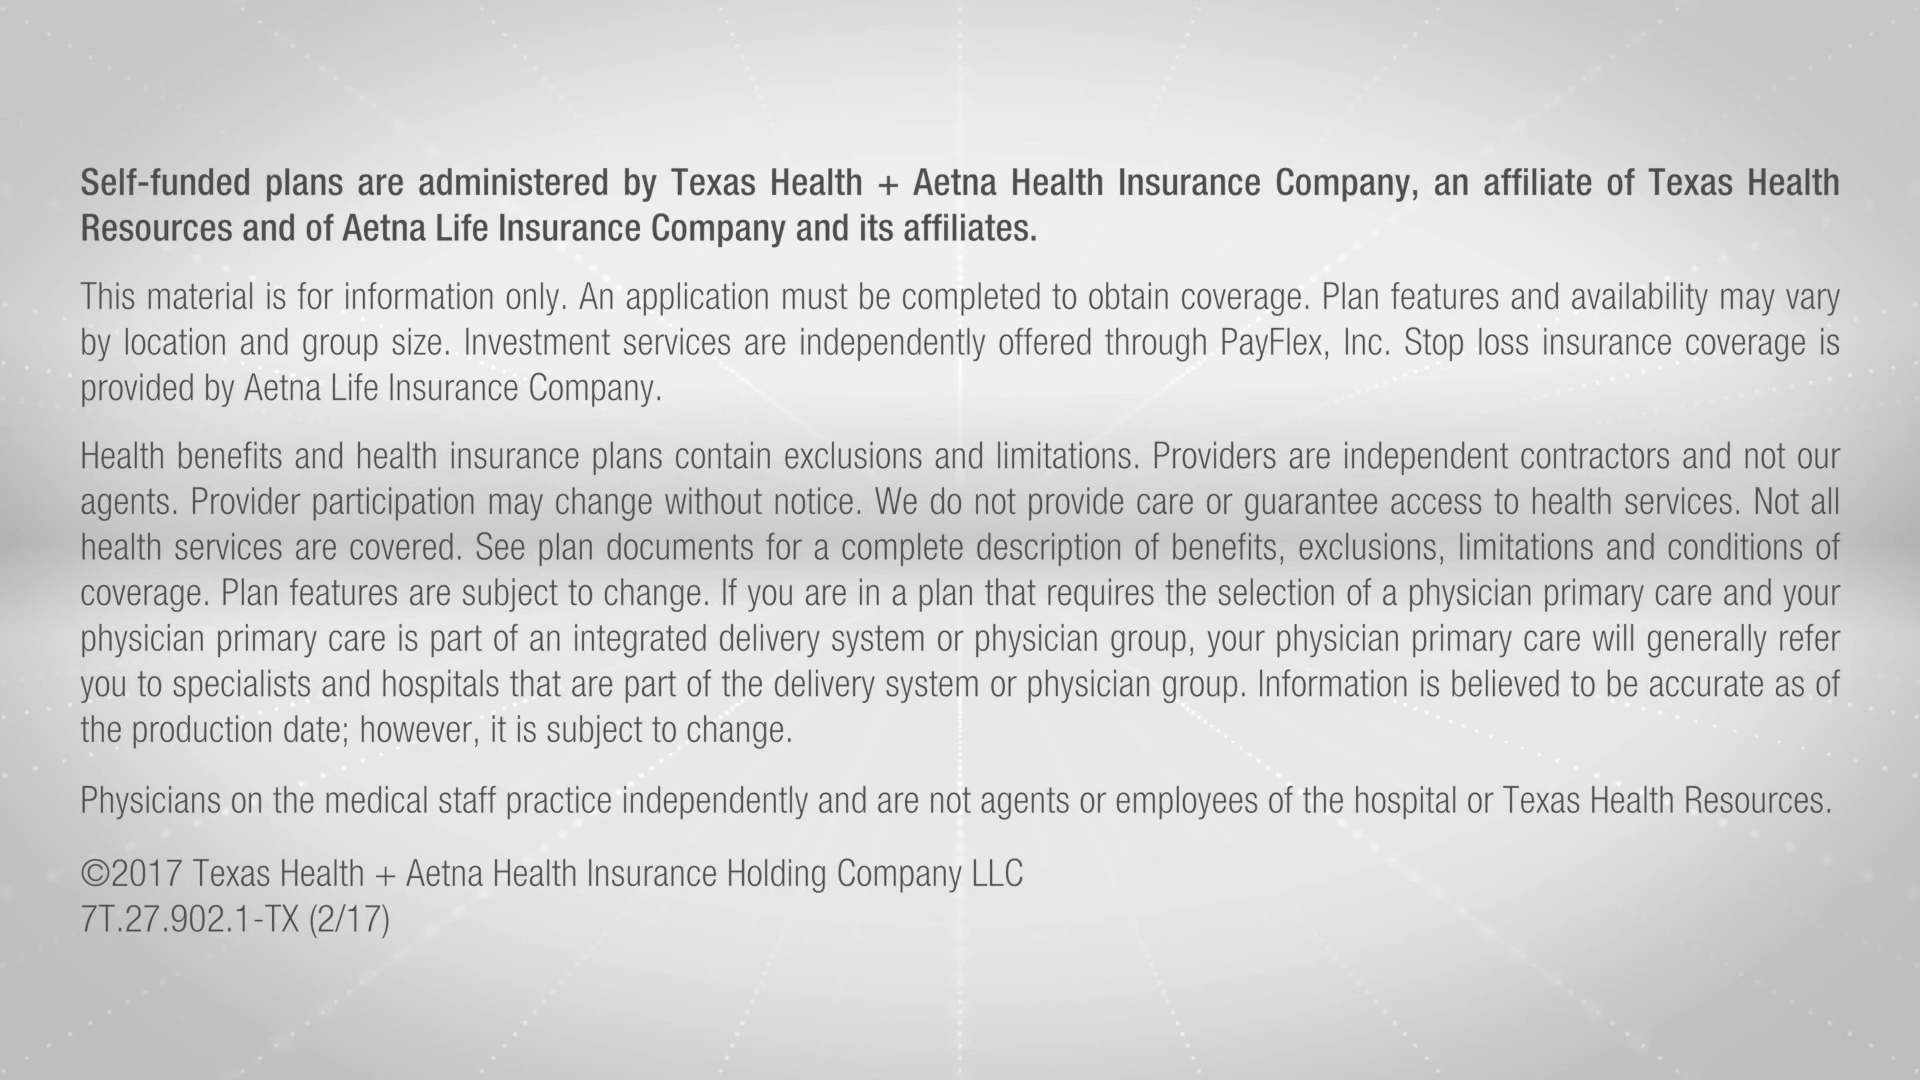 Self-funded plans are administered by Texas Health + Aetna Health Insurance Company, an affiliate of Texas Health
Resources and of Aetna Life Insurance Company and its affiliates.
This material is for information only. An application must be completed to obtain coverage. Plan features and availability may vary
by location and group size. Investment services are independently offered through PayFlex, Inc. Stop loss insurance coverage is
provided by Aetna Life Insurance Company.
Health benefits and health insurance plans contain exclusions and limitations. Providers are independent contractors and not our
agents. Provider participation may change without notice. We do not provide care or guarantee access to health services. Not all
health services are covered. See plan documents for a complete description of benefits, exclusions, limitations and conditions of
coverage. Plan features are subject to change. If you are in a plan that requires the selection of a physician primary care and your
physician primary care is part of an integrated delivery system or physician group, your physician primary care will generally refer
you to specialists and hospitals that are part of the delivery system or physician group. Information is believed to be accurate as of
the production date; however, it is subject to change.
Physicians on the medical staff practice independently and are not agents or employees of the hospital or Texas Health Resources.
©2017 Texas Health + Aetna Health Insurance Holding Company LLC
7T.27.902.1-TX (2/17)